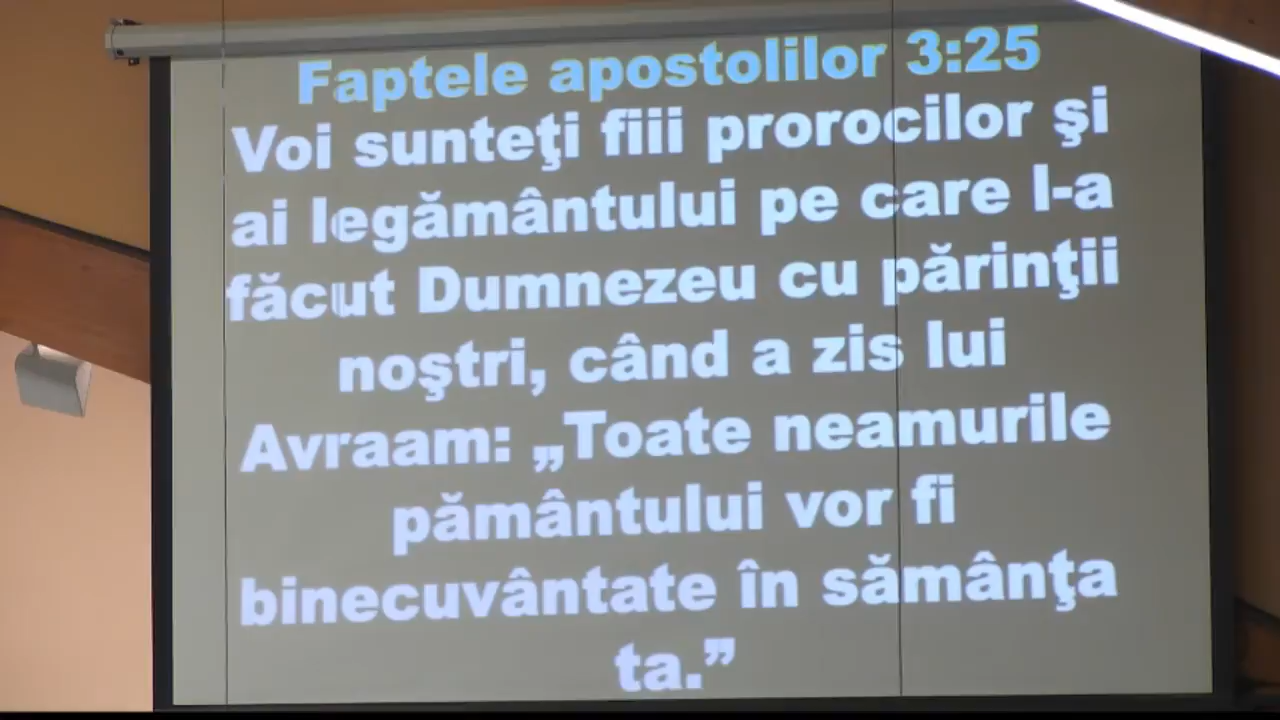 Faptele apostolilor 3:25
Voi sunteţi fiii prorocilor şi
ai legământului pe care l-a
făcut Dumnezeu cu părinţii
noştri, când a zis lui
Avraam: „Toate neamurile
pământului vor fi
binecuvântate în sământa
ta.”